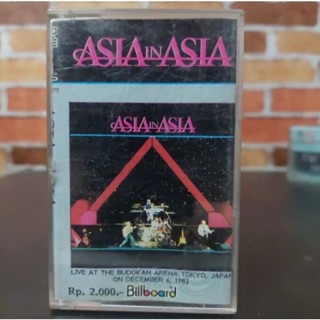 ASIA IN ASIA
ASIA IN ASIA
LIVE AT THE BUDOKAN ARENA, TOKYO, JAPAN
ON DECEMBER 6, 1983
Rp. 2.000.- Billboard